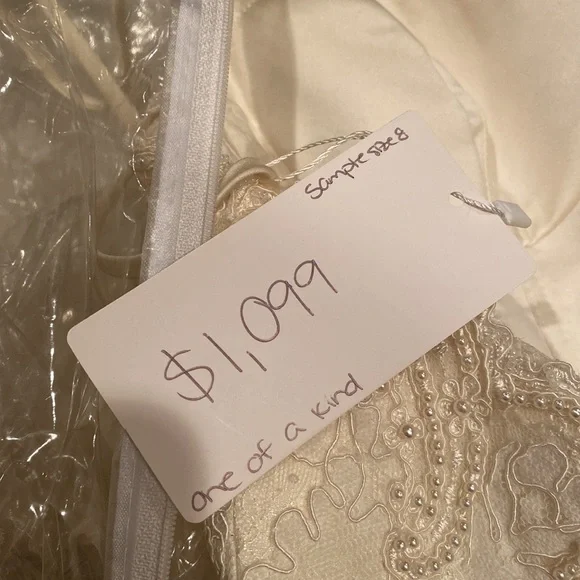 Sample size 8
$1,099
one of a kind